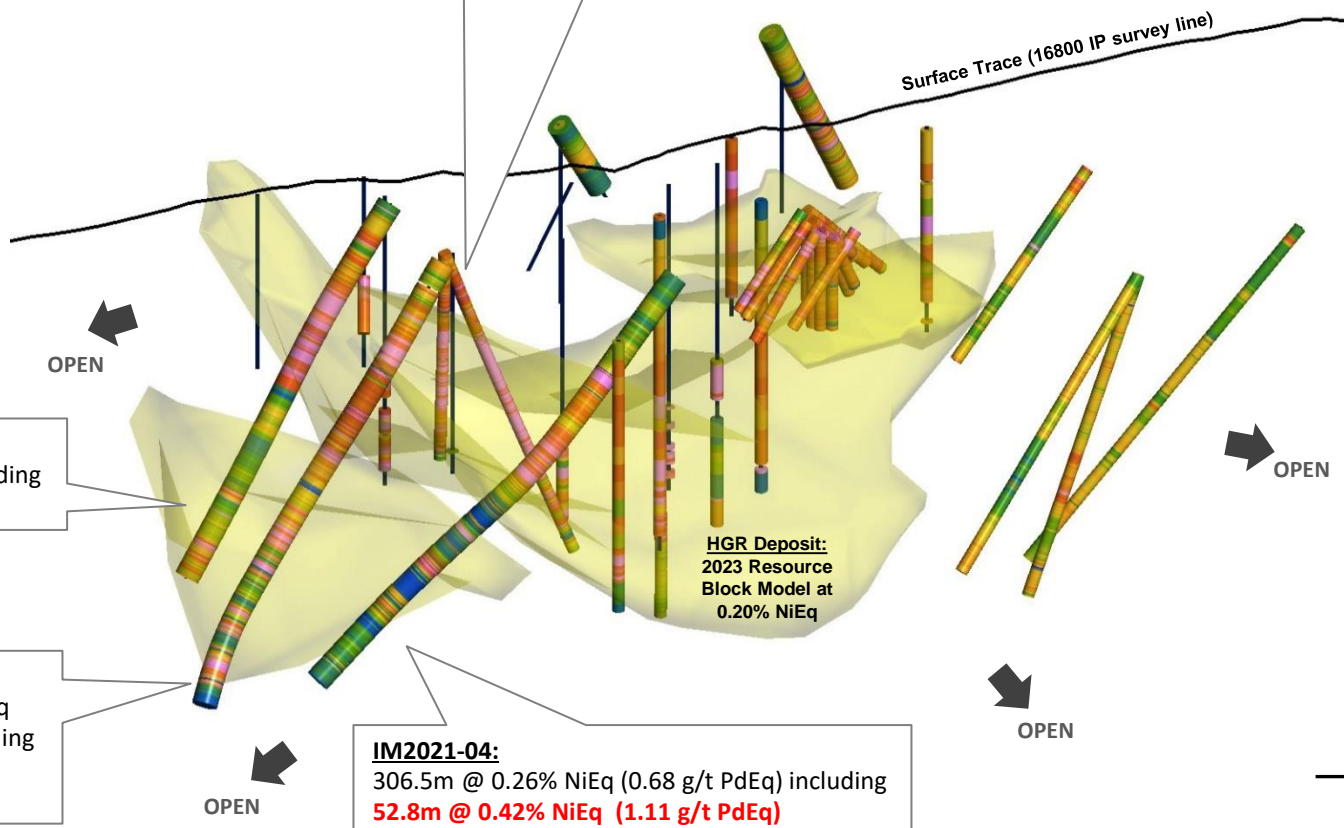 Surface Trace (16800 IP survey line)
OPEN
OPEN
HGR Deposit:
2023 Resource
Block Model at
0.20% NiEq
OPEN
IM2021-04:
306.5m @ 0.26% NiEq (0.68 g/t PdEq) including
52.8m @ 0.42% NiEq (1.11 g/t PdEq)
OPEN